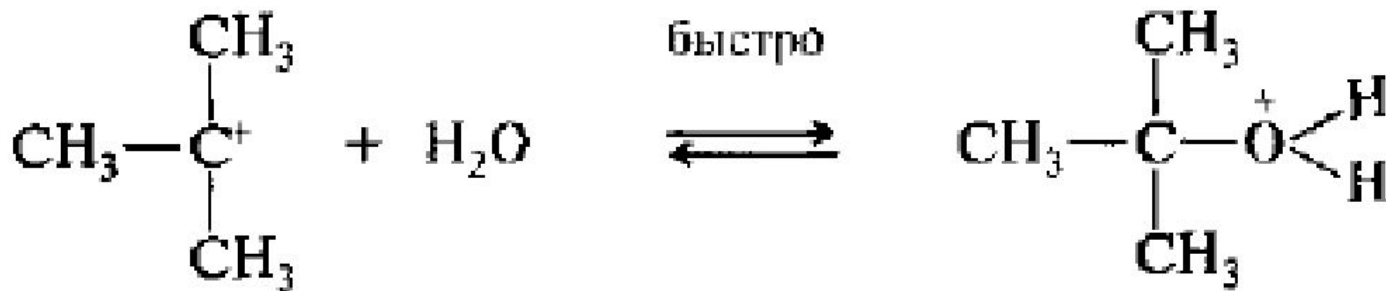 CH₃
быстро
CH₃
CH₃ — C⁺ + H₂O ⇌ CH₃ — C — O⁺ H
H
CH₃
CH₃